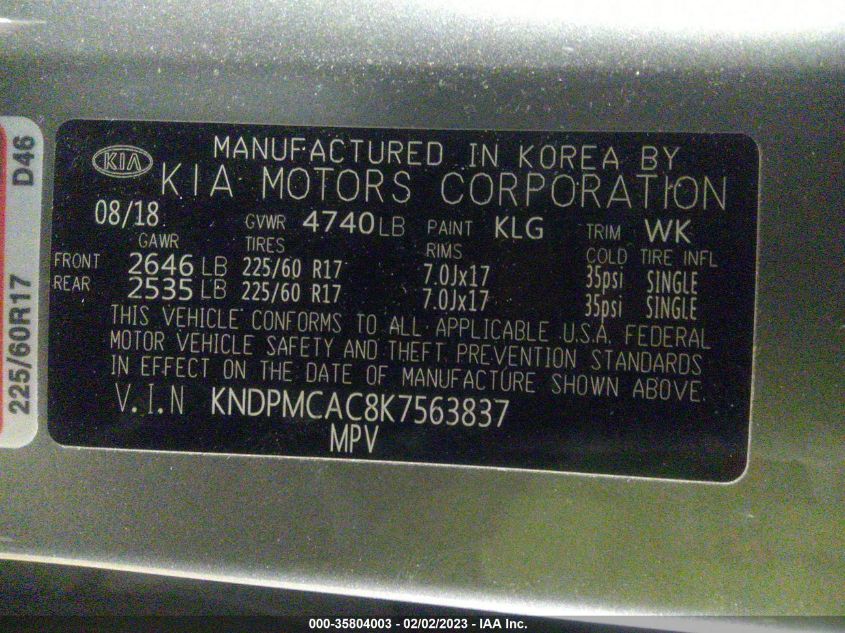 KIA
MANUFACTURED IN KOREA BY
KIA MOTORS CORPORATION
08/18 GVWR 4740LB PAINT KLG TRIM WK
GAWR TIRES RIMS COLD TIRE INFL
FRONT 2646 LB 225/60 R17 7.0Jx17 35psi SINGLE
REAR 2535 LB 225/60 R17 7.0Jx17 35psi SINGLE
THIS VEHICLE CONFORMS TO ALL APPLICABLE U.S.A. FEDERAL
MOTOR VEHICLE SAFETY AND THEFT PREVENTION STANDARDS
IN EFFECT ON THE DATE OF MANUFACTURE SHOWN ABOVE.
V.I.N KNDPMCAC8K7563837
MPV
225/60R17 D46
000-35804003 - 02/02/2023 - IAA Inc.